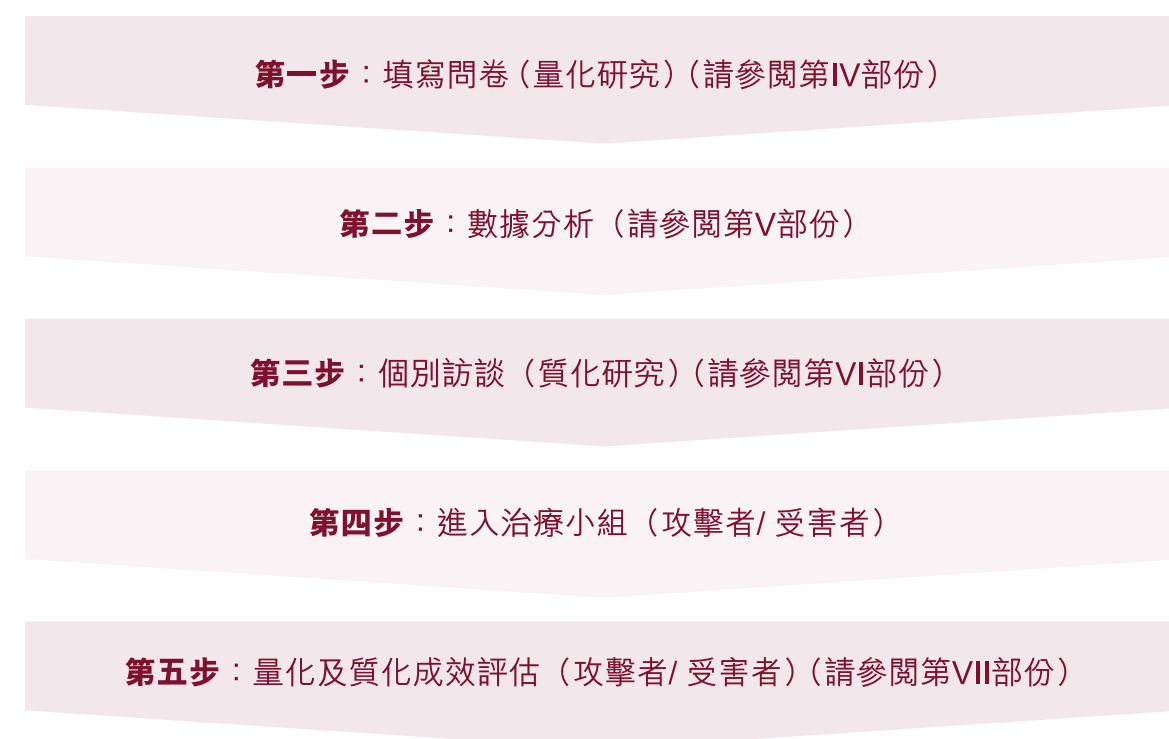 第一步：填寫問卷（量化研究）（請參閱第IV部份）
第二步：數據分析（請參閱第V部份）
第三步：個別訪談（質化研究）（請參閱第VI部份）
第四步：進入治療小組（攻擊者/ 受害者）
第五步：量化及質化成效評估（攻擊者/ 受害者）（請參閱第VII部份）